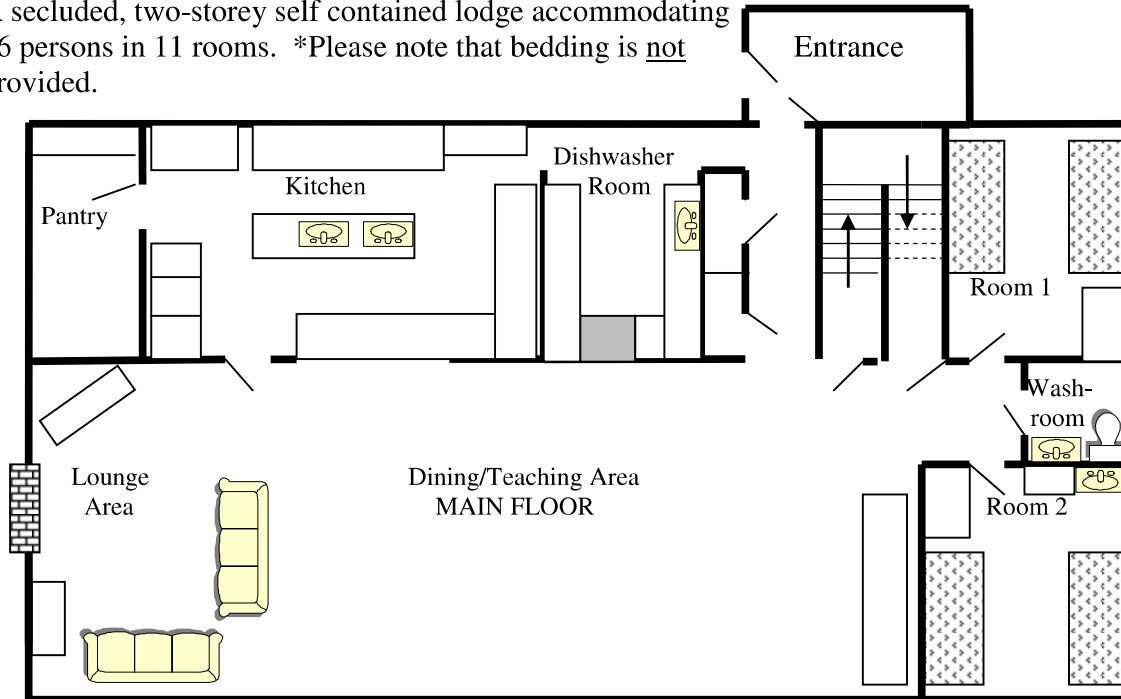 secluded, two-storey self contained lodge accommodating
6 persons in 11 rooms. *Please note that bedding is not
rovided.
Entrance
Dishwasher
Room
Kitchen
Pantry
Room 1
Wash-
room
Lounge
Area
Dining/Teaching Area
MAIN FLOOR
Room 2